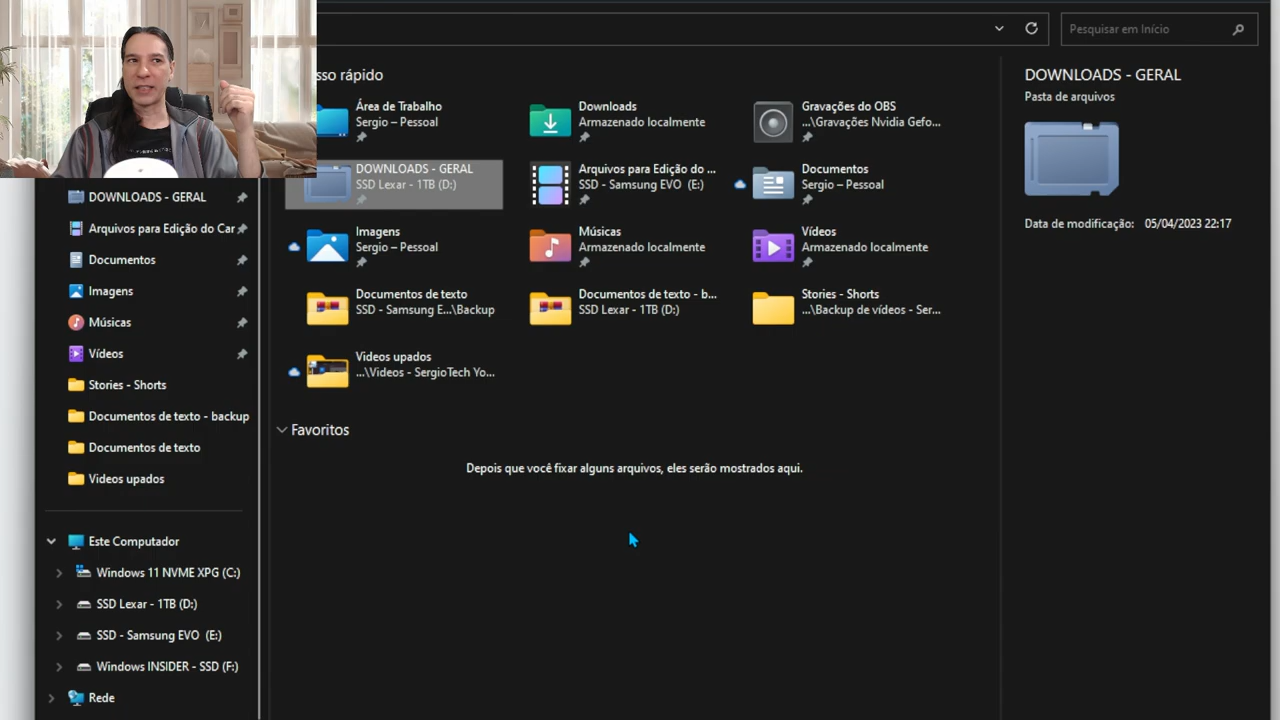 Pesquisar em Início
sso rápido
Área de Trabalho
Sergio – Pessoal
Downloads
Armazenado localmente
Gravações do OBS
...\Gravações Nvidia Gefo...
DOWNLOADS - GERAL
SSD Lexar - 1TB (D:)
Arquivos para Edição do ...
SSD - Samsung EVO (E:)
Documentos
Sergio – Pessoal
Imagens
Sergio – Pessoal
Músicas
Armazenado localmente
Vídeos
Armazenado localmente
Documentos de texto
SSD - Samsung E...\Backup
Documentos de texto - b...
SSD Lexar - 1TB (D:)
Stories - Shorts
...\Backup de vídeos - Ser...
Videos upados
...\Videos - SergioTech Yo...
Favoritos
Depois que você fixar alguns arquivos, eles serão mostrados aqui.
DOWNLOADS - GERAL
Arquivos para Edição do Car
Documentos
Imagens
Músicas
Vídeos
Stories - Shorts
Documentos de texto - backup
Documentos de texto
Videos upados
Este Computador
Windows 11 NVME XPG (C:)
SSD Lexar - 1TB (D:)
SSD - Samsung EVO (E:)
Windows INSIDER - SSD (F:)
Rede
DOWNLOADS - GERAL
Pasta de arquivos
Data de modificação: 05/04/2023 22:17